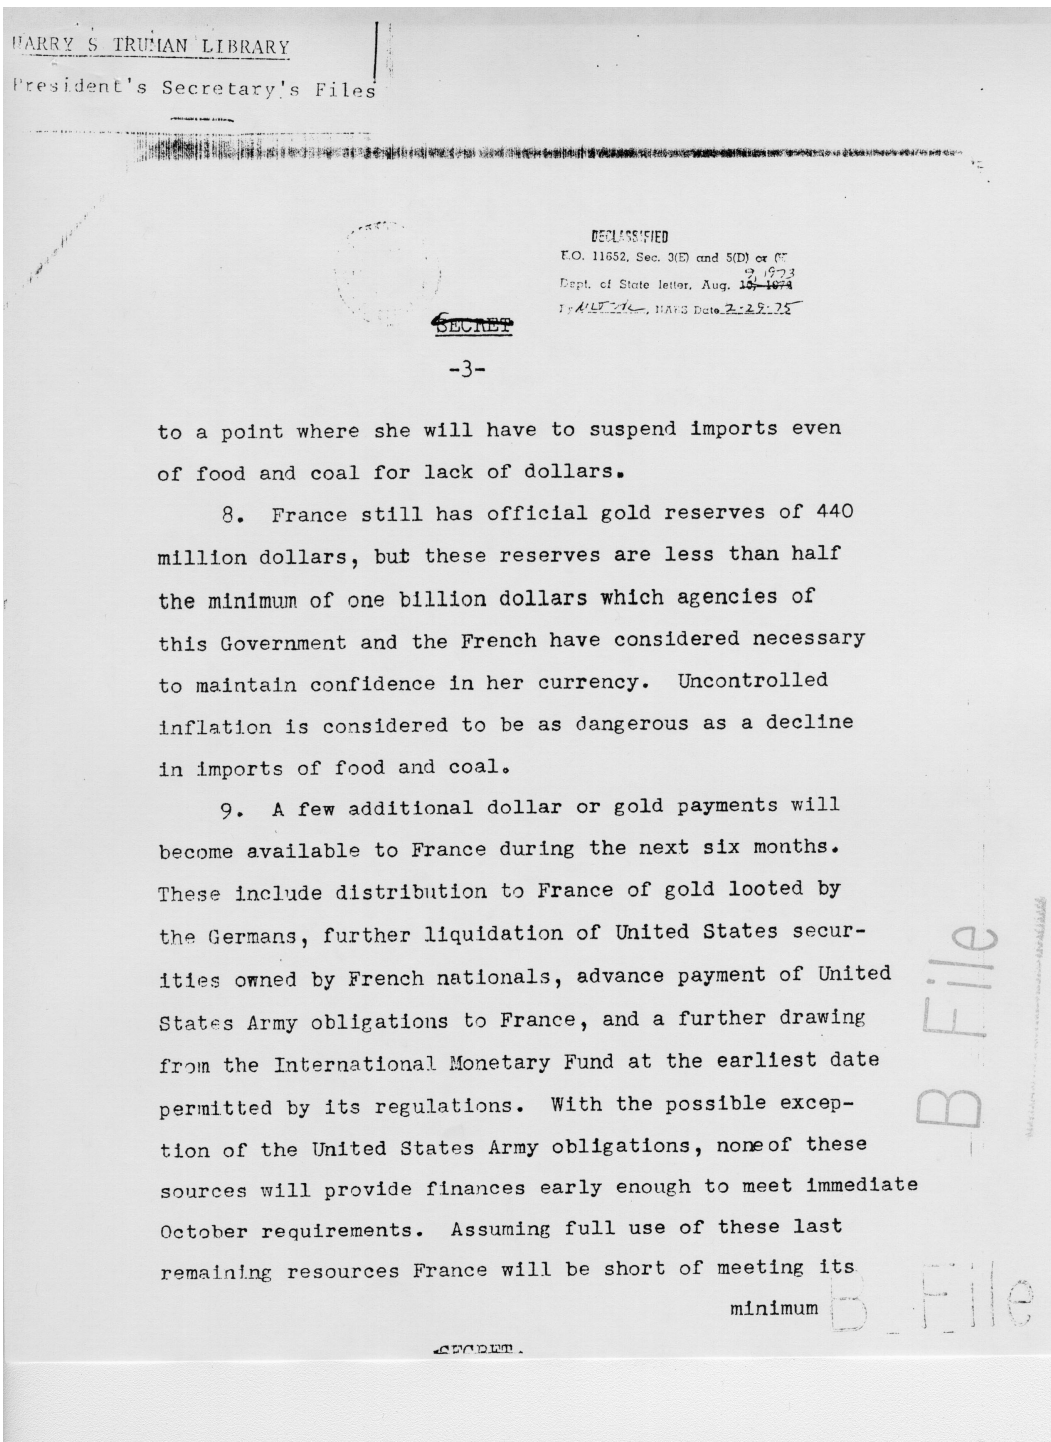 HARRY S TRUMAN LIBRARY
President's Secretary's Files
DECLASSIFIED
E.O. 11652, Sec. 3(E) and 5(D) or (E)
9, 1973
Dept. of State letter, Aug. 10, 1972
By NLT-HC, NARS Date 2-29-75
SECRET
-3-
to a point where she will have to suspend imports even
of food and coal for lack of dollars.
8. France still has official gold reserves of 440
million dollars, but these reserves are less than half
the minimum of one billion dollars which agencies of
this Government and the French have considered necessary
to maintain confidence in her currency. Uncontrolled
inflation is considered to be as dangerous as a decline
in imports of food and coal.
9. A few additional dollar or gold payments will
become available to France during the next six months.
These include distribution to France of gold looted by
the Germans, further liquidation of United States secur-
ities owned by French nationals, advance payment of United
States Army obligations to France, and a further drawing
from the International Monetary Fund at the earliest date
permitted by its regulations. With the possible excep-
tion of the United States Army obligations, none of these
sources will provide finances early enough to meet immediate
October requirements. Assuming full use of these last
remaining resources France will be short of meeting its
minimum
B File
B File
SECRET